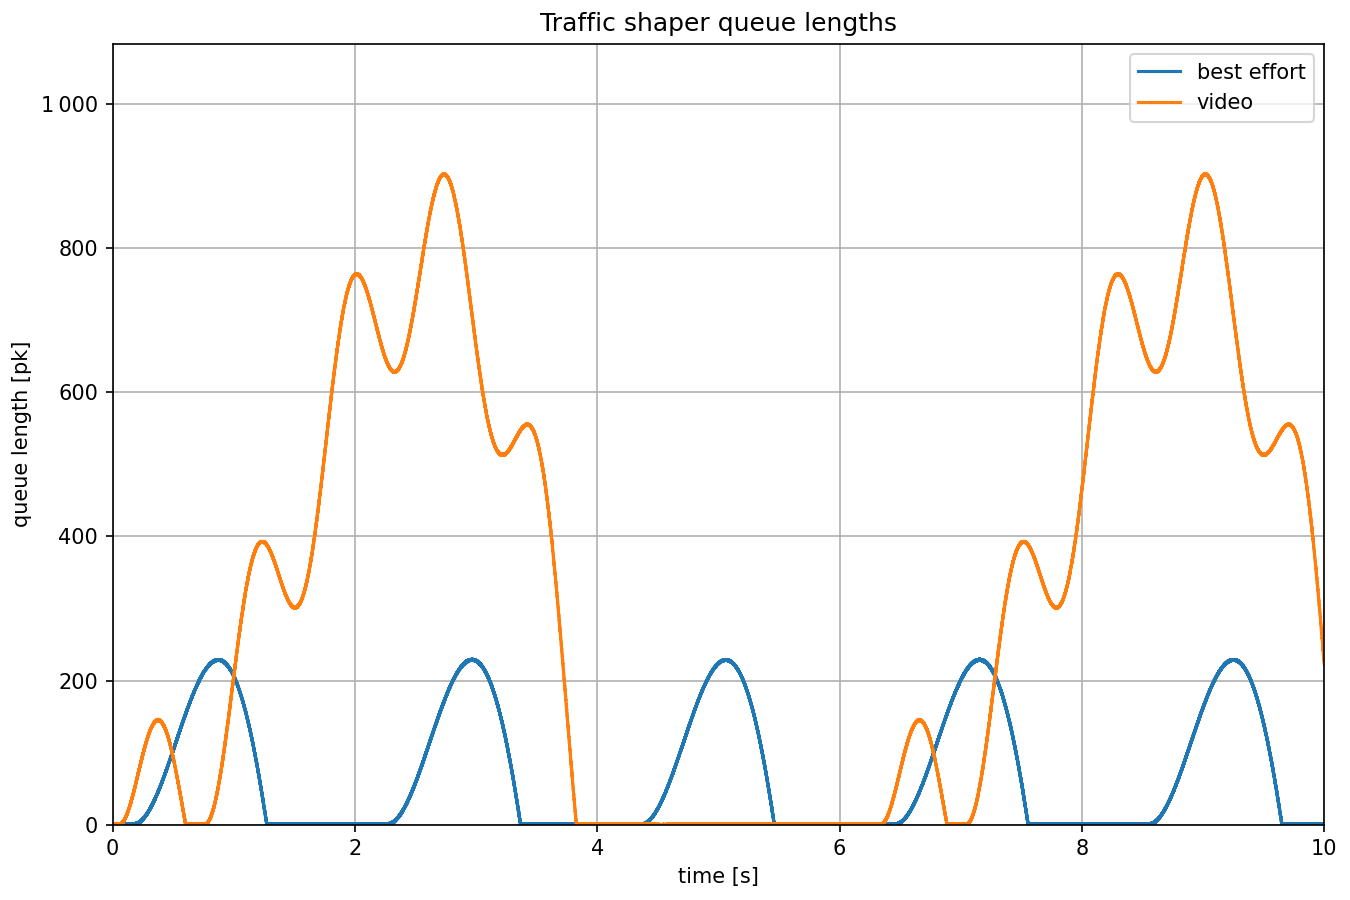 Traffic shaper queue lengths
best effort
video
1 000
800
600
400
200
0
queue length [pk]
0 2 4 6 8 10
time [s]